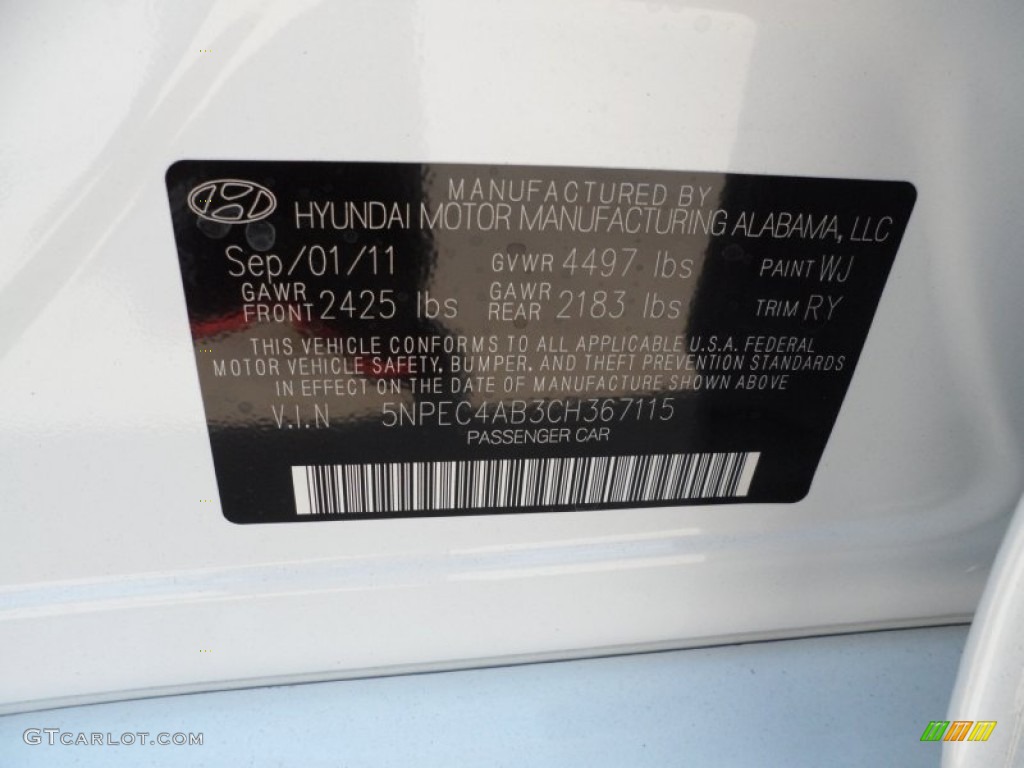 MANUFACTURED BY
HYUNDAI MOTOR MANUFACTURING ALABAMA, LLC
Sep/01/11 GVWR 4497 lbs PAINT WJ
GAWR FRONT 2425 lbs GAWR REAR 2183 lbs TRIM RY
THIS VEHICLE CONFORMS TO ALL APPLICABLE U.S.A. FEDERAL
MOTOR VEHICLE SAFETY, BUMPER, AND THEFT PREVENTION STANDARDS
IN EFFECT ON THE DATE OF MANUFACTURE SHOWN ABOVE
V.I.N 5NPEC4AB3CH367115
PASSENGER CAR
GTCARLOT.COM